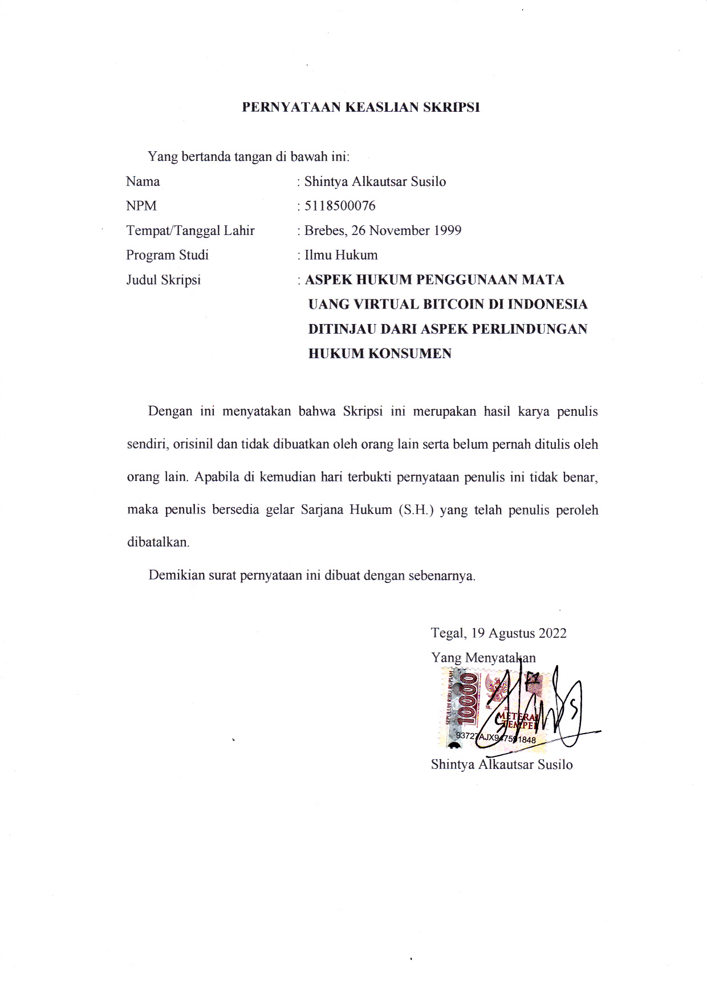 PERNYATAAN KEASLIAN SKRIPSI
Yang bertanda tangan di bawah ini:
Nama : Shintya Alkautsar Susilo
NPM : 5118500076
Tempat/Tanggal Lahir : Brebes, 26 November 1999
Program Studi : Ilmu Hukum
Judul Skripsi : ASPEK HUKUM PENGGUNAAN MATA
UANG VIRTUAL BITCOIN DI INDONESIA
DITINJAU DARI ASPEK PERLINDUNGAN
HUKUM KONSUMEN
Dengan ini menyatakan bahwa Skripsi ini merupakan hasil karya penulis
sendiri, orisinil dan tidak dibuatkan oleh orang lain serta belum pernah ditulis oleh
orang lain. Apabila di kemudian hari terbukti pernyataan penulis ini tidak benar,
maka penulis bersedia gelar Sarjana Hukum (S.H.) yang telah penulis peroleh
dibatalkan.
Demikian surat pernyataan ini dibuat dengan sebenarnya.
Tegal, 19 Agustus 2022
Yang Menyatakan
SEPULUH RIBU RUPIAH
10000
TGL. 20
METERAI
TEMPEL
93727AJX947591848
Shintya Alkautsar Susilo